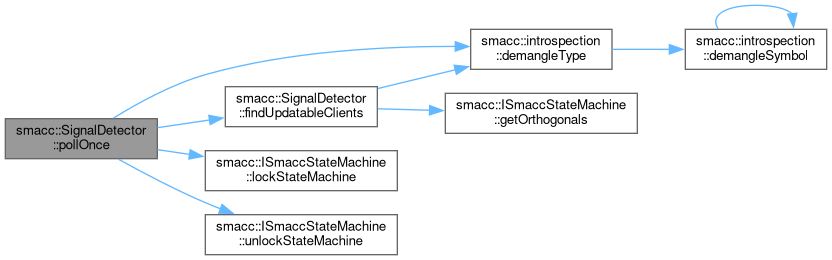 smacc::SignalDetector
::pollOnce
smacc::SignalDetector
::findUpdatableClients
smacc::ISmaccStateMachine
::lockStateMachine
smacc::ISmaccStateMachine
::unlockStateMachine
smacc::introspection
::demangleType
smacc::ISmaccStateMachine
::getOrthogonals
smacc::introspection
::demangleSymbol